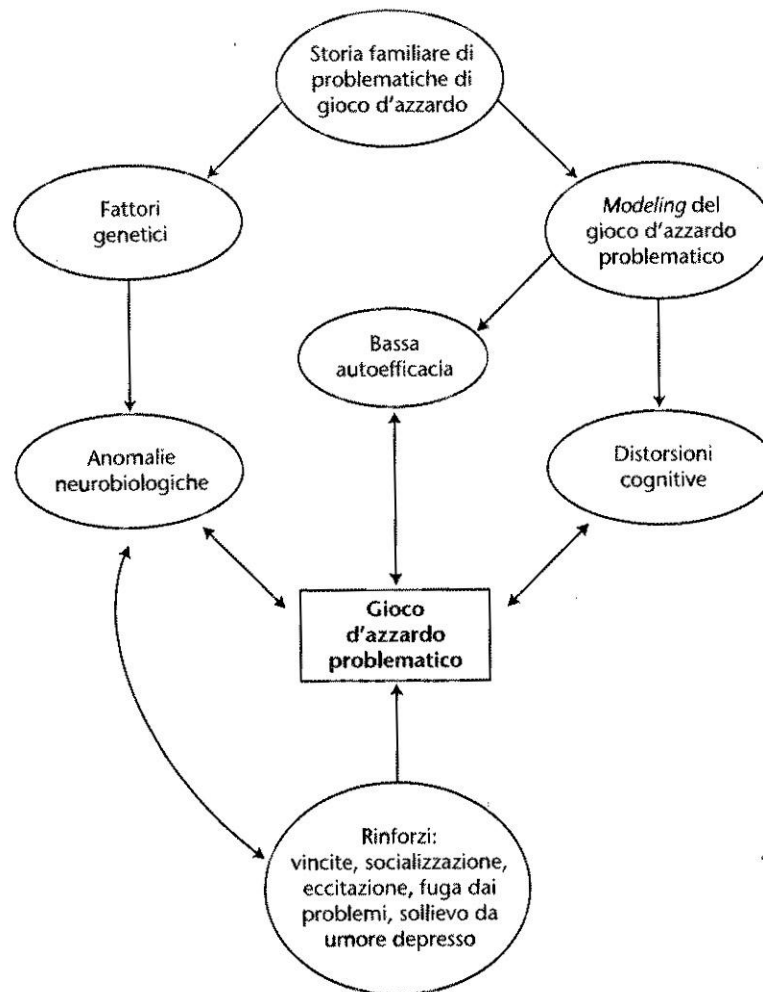 Storia familiare di
problematiche di
gioco d'azzardo
Fattori
genetici
Modeling del
gioco d'azzardo
problematico
Bassa
autoefficacia
Anomalie
neurobiologiche
Distorsioni
cognitive
Gioco
d'azzardo
problematico
Rinforzi:
vincite, socializzazione,
eccitazione, fuga dai
problemi, sollievo da
umore depresso